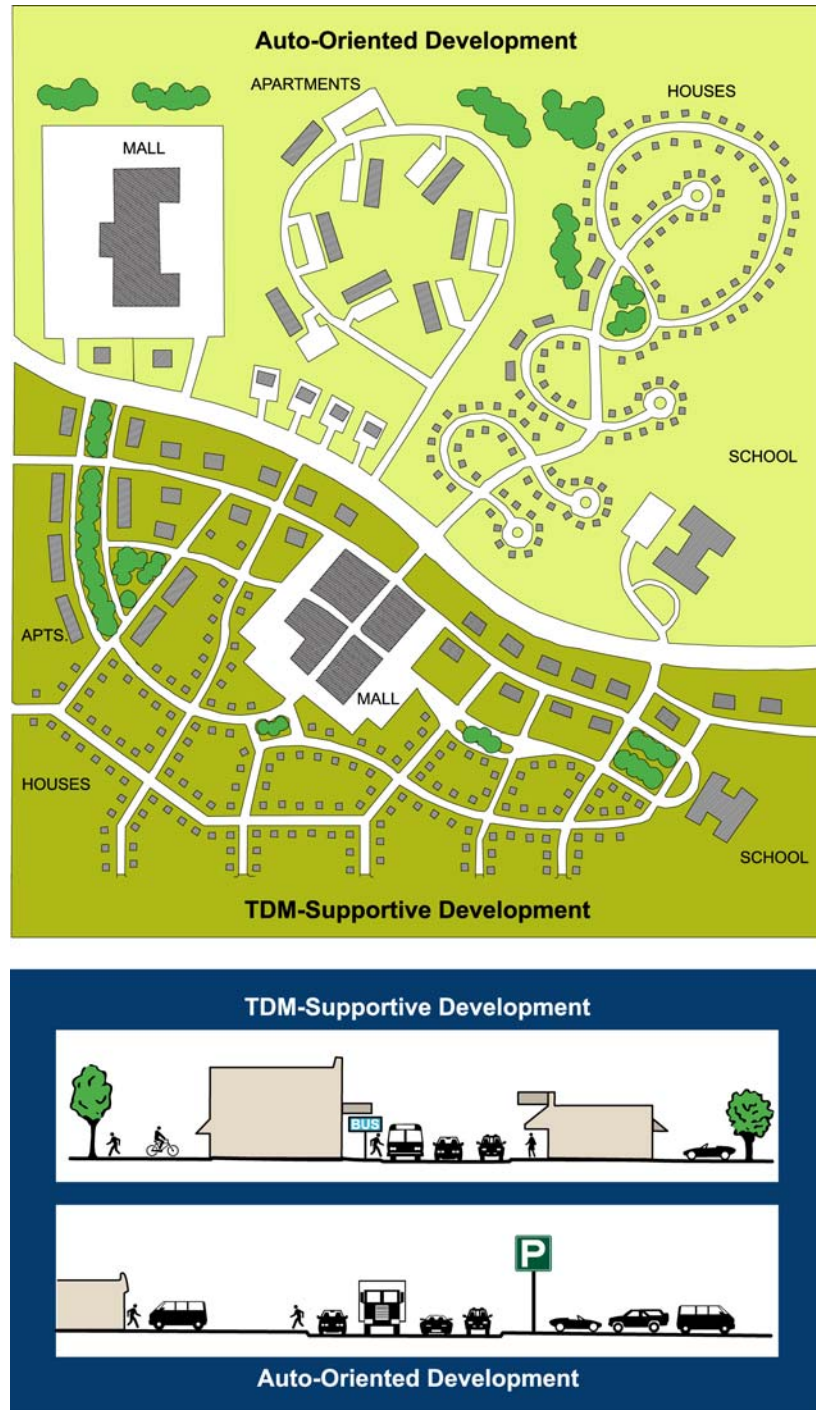 Auto-Oriented Development
APARTMENTS
HOUSES
MALL
SCHOOL
APTS.
MALL
HOUSES
SCHOOL
TDM-Supportive Development
TDM-Supportive Development
BUS
P
Auto-Oriented Development